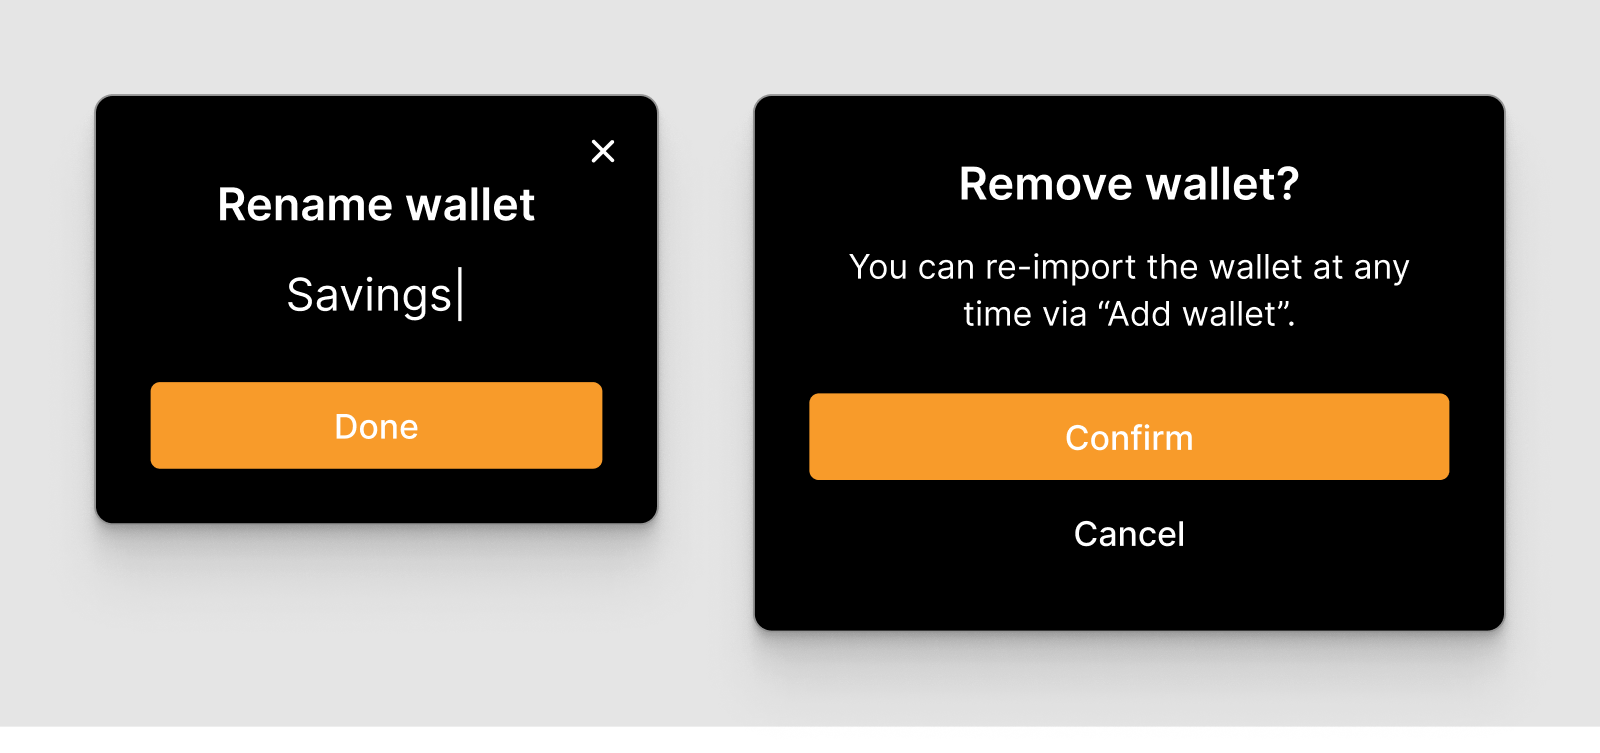 Rename wallet
Savings
Done
Remove wallet?
You can re-import the wallet at any
time via “Add wallet”.
Confirm
Cancel